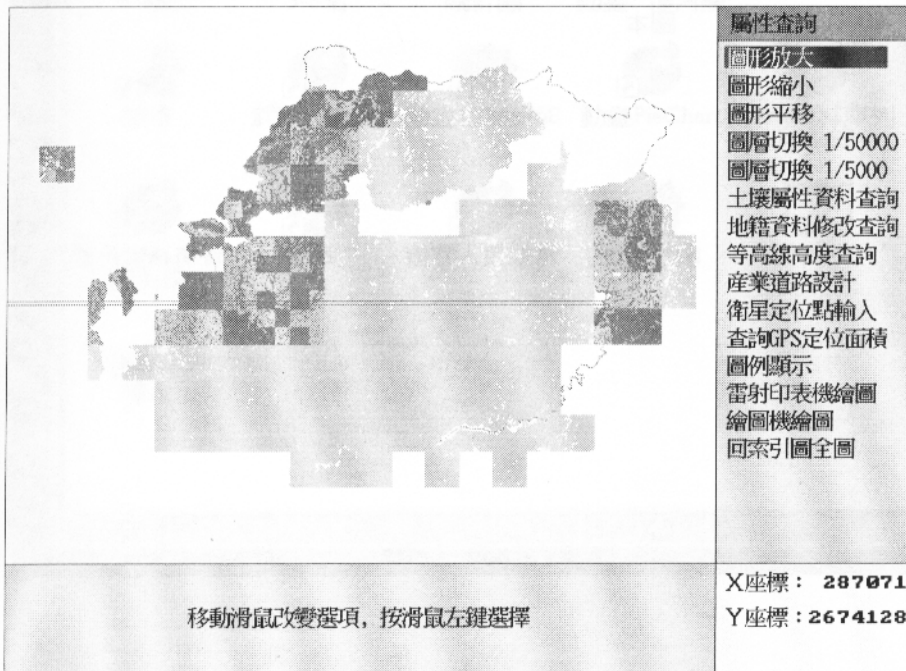 屬性查詢
圖形放大
圖形縮小
圖形平移
圖層切換 1/50000
圖層切換 1/5000
土壤屬性資料查詢
地籍資料修改查詢
等高線高度查詢
産業道路設計
衛星定位點輸入
查詢GPS定位面積
圖例顯示
雷射印表機繪圖
繪圖機繪圖
回索引圖全圖
移動滑鼠改變選項, 按滑鼠左鍵選擇
X座標： 287071
Y座標：2674128